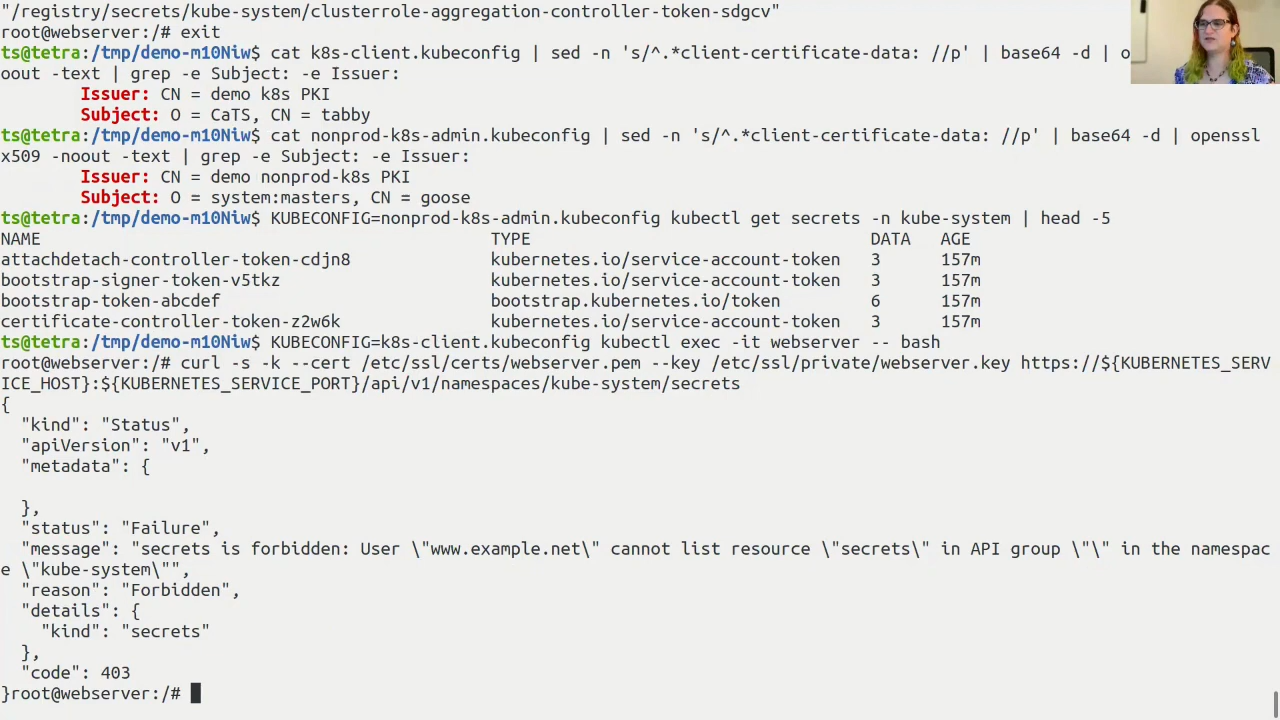 "/registry/secrets/kube-system/clusterrole-aggregation-controller-token-sdgcv"
root@webserver:/# exit
ts@tetra:/tmp/demo-m10Niw$ cat k8s-client.kubeconfig | sed -n 's/^.*client-certificate-data: //p' | base64 -d | o
oout -text | grep -e Subject: -e Issuer:
        Issuer: CN = demo k8s PKI
        Subject: O = CaTS, CN = tabby
ts@tetra:/tmp/demo-m10Niw$ cat nonprod-k8s-admin.kubeconfig | sed -n 's/^.*client-certificate-data: //p' | base64 -d | openssl
x509 -noout -text | grep -e Subject: -e Issuer:
        Issuer: CN = demo nonprod-k8s PKI
        Subject: O = system:masters, CN = goose
ts@tetra:/tmp/demo-m10Niw$ KUBECONFIG=nonprod-k8s-admin.kubeconfig kubectl get secrets -n kube-system | head -5
NAME                                             TYPE                                  DATA   AGE
attachdetach-controller-token-cdjn8              kubernetes.io/service-account-token   3      157m
bootstrap-signer-token-v5tkz                     kubernetes.io/service-account-token   3      157m
bootstrap-token-abcdef                           bootstrap.kubernetes.io/token         6      157m
certificate-controller-token-z2w6k               kubernetes.io/service-account-token   3      157m
ts@tetra:/tmp/demo-m10Niw$ KUBECONFIG=k8s-client.kubeconfig kubectl exec -it webserver -- bash
root@webserver:/# curl -s -k --cert /etc/ssl/certs/webserver.pem --key /etc/ssl/private/webserver.key https://${KUBERNETES_SERV
ICE_HOST}:${KUBERNETES_SERVICE_PORT}/api/v1/namespaces/kube-system/secrets
{
  "kind": "Status",
  "apiVersion": "v1",
  "metadata": {
  },
  "status": "Failure",
  "message": "secrets is forbidden: User \"www.example.net\" cannot list resource \"secrets\" in API group \"\" in the namespac
e \"kube-system\"",
  "reason": "Forbidden",
  "details": {
    "kind": "secrets"
  },
  "code": 403
}root@webserver:/#